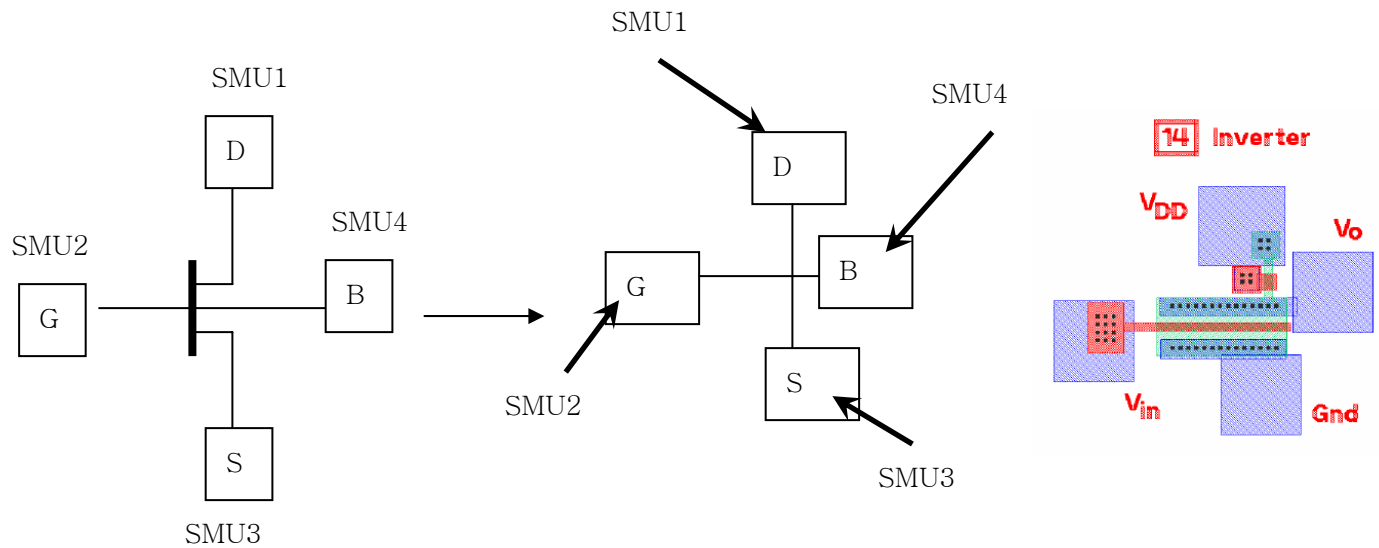 SMU1
D
SMU4
SMU2
G
B
S
SMU3
SMU1
SMU4
D
G
B
S
SMU2
SMU3
14 Inverter
VDD
Vo
Vin
Gnd